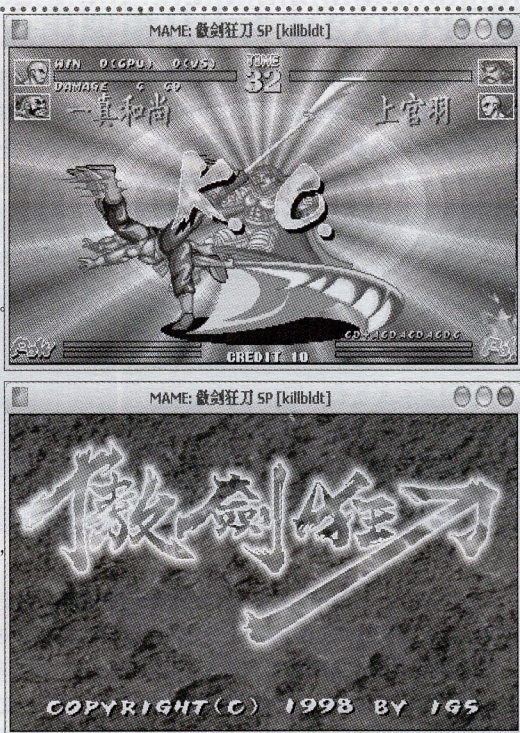 MAME: 傲剑狂刀 SP [killbldt]
WIN 0(CPU) 0(VS)
TIME
32
DAMAGE
一真和尚
上官羽
K.O.
CREDIT 10
MAME: 傲剑狂刀 SP [killbldt]
傲劍狂刀
COPYRIGHT(C) 1998 BY IGS